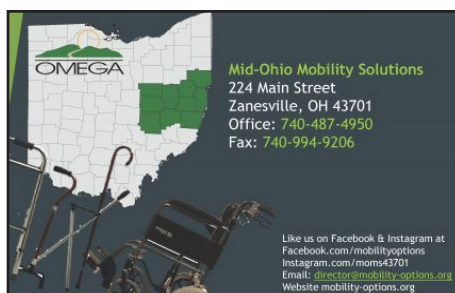 OMEGA
Mid-Ohio Mobility Solutions
224 Main Street
Zanesville, OH 43701
Office: 740-487-4950
Fax: 740-994-9206
Like us on Facebook & Instagram at
Facebook.com/mobilityoptions
Instagram.com/moms43701
Email: director@mobility-options.org
Website mobility-options.org